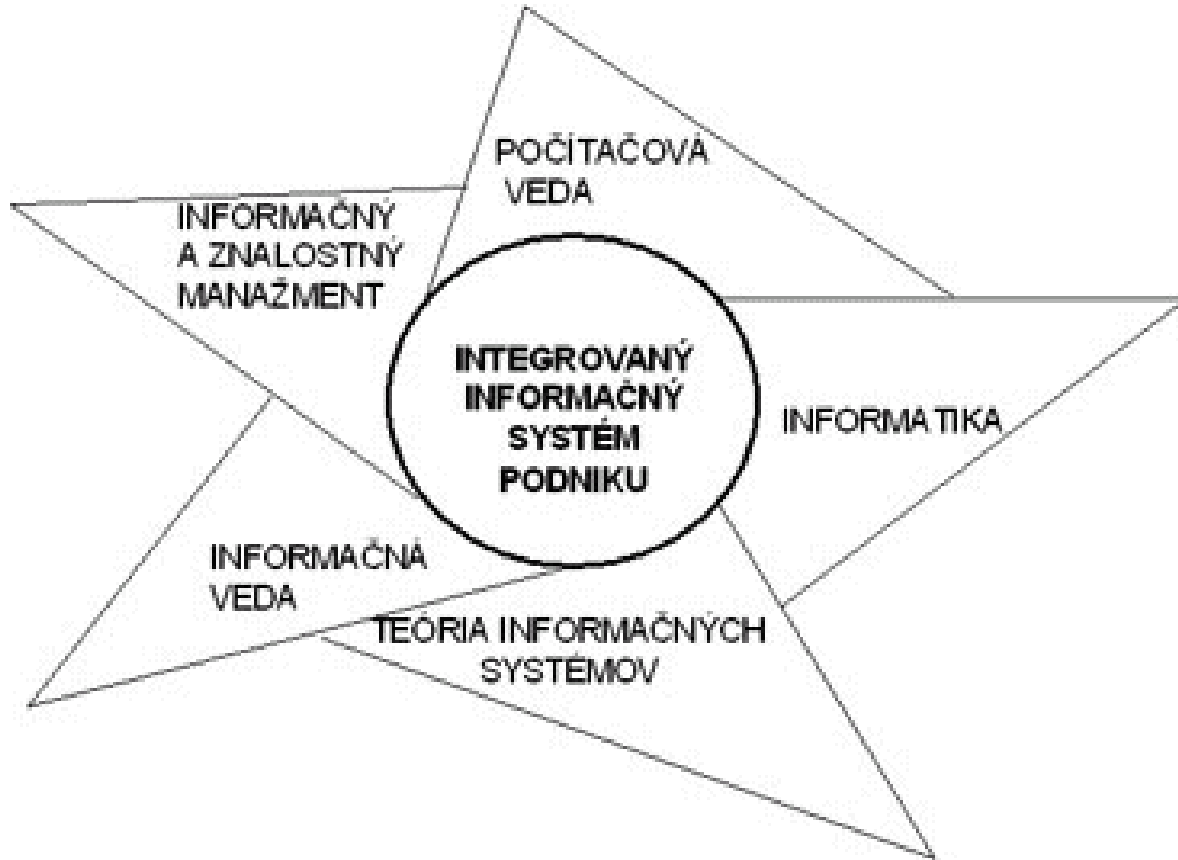 POČÍTAČOVÁ
VEDA
INFORMAČNÝ
A ZNALOSTNÝ
MANAŽMENT
INTEGROVANÝ
INFORMAČNÝ
SYSTÉM
PODNIKU
INFORMATIKA
INFORMAČNÁ
VEDA
TEÓRIA INFORMAČNÝCH
SYSTÉMOV